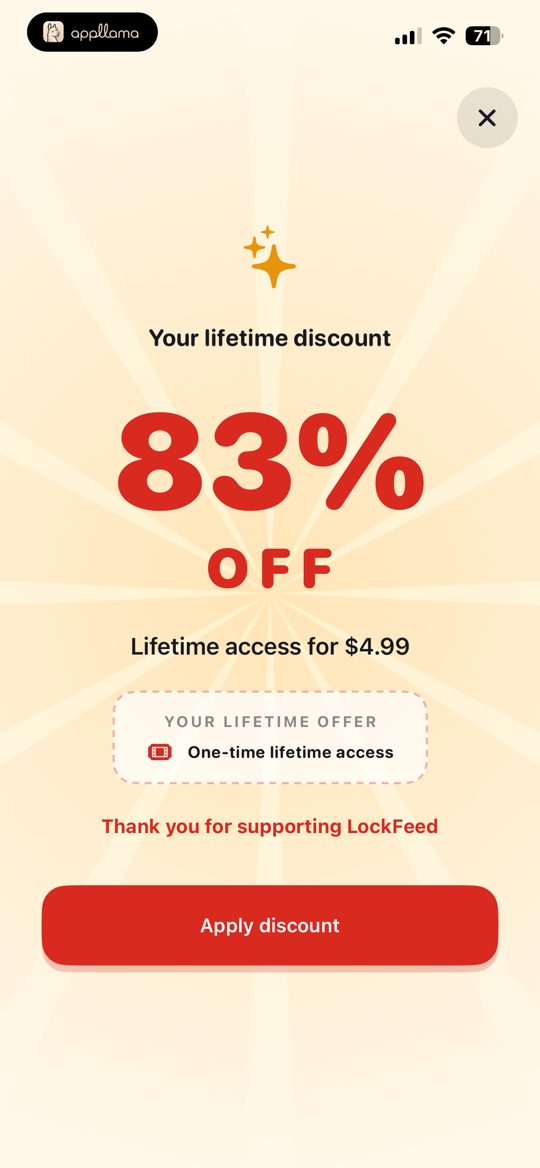 appllama
71
Your lifetime discount
83%
OFF
Lifetime access for $4.99
YOUR LIFETIME OFFER
One-time lifetime access
Thank you for supporting LockFeed
Apply discount